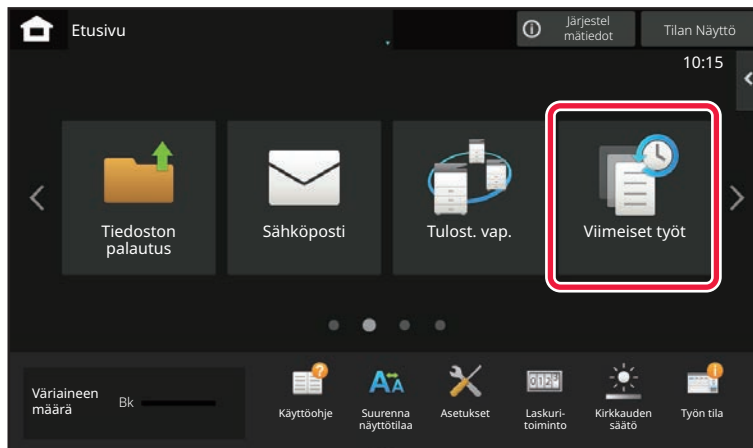 Etusivu
Järjestel
mätiedot
Tilan Näyttö
10:15
Tiedoston
palautus
Sähköposti
Tulost. vap.
Viimeiset työt
Väriaineen
määrä
Bk
Käyttöohje
Suurenna
näyttötilaa
Asetukset
Laskuri-
toiminto
Kirkkauden
säätö
Työn tila